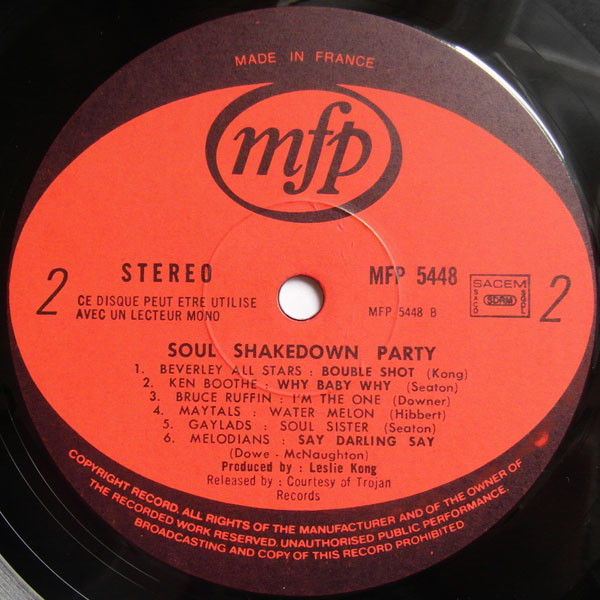 MADE IN FRANCE
mfp
STEREO
MFP 5448
SACEM
SACD SDRM SGDL
2
CE DISQUE PEUT ETRE UTILISE
AVEC UN LECTEUR MONO
MFP 5448 B
2
SOUL SHAKEDOWN PARTY
1. BEVERLEY ALL STARS : BOUBLE SHOT (Kong)
2. KEN BOOTHE : WHY BABY WHY (Seaton)
3. BRUCE RUFFIN : I'M THE ONE (Downer)
4. MAYTALS : WATER MELON (Hibbert)
5. GAYLADS : SOUL SISTER (Seaton)
6. MELODIANS : SAY DARLING SAY
(Dowe - McNaughton)
Produced by : Leslie Kong
Released by : Courtesy of Trojan
Records
COPYRIGHT RECORD. ALL RIGHTS OF THE MANUFACTURER AND OF THE OWNER OF
THE RECORDED WORK RESERVED. UNAUTHORISED PUBLIC PERFORMANCE.
BROADCASTING AND COPY OF THIS RECORD PROHIBITED